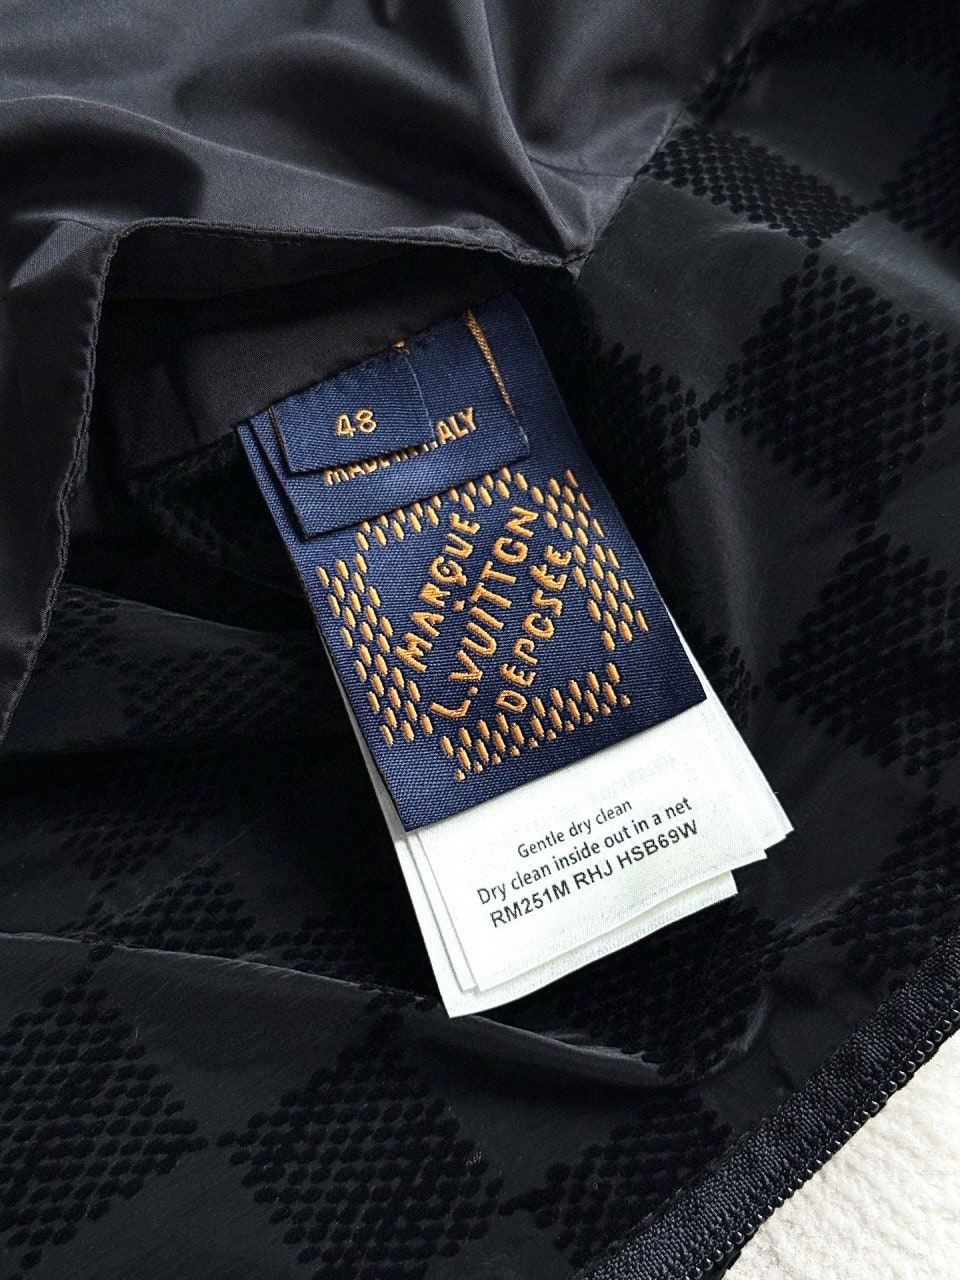 48
MADE IN ITALY
MARQUE
L.VUITTON
DÉPOSÉE
Gentle dry clean
Dry clean inside out in a net
RM251M RHJ HSB69W